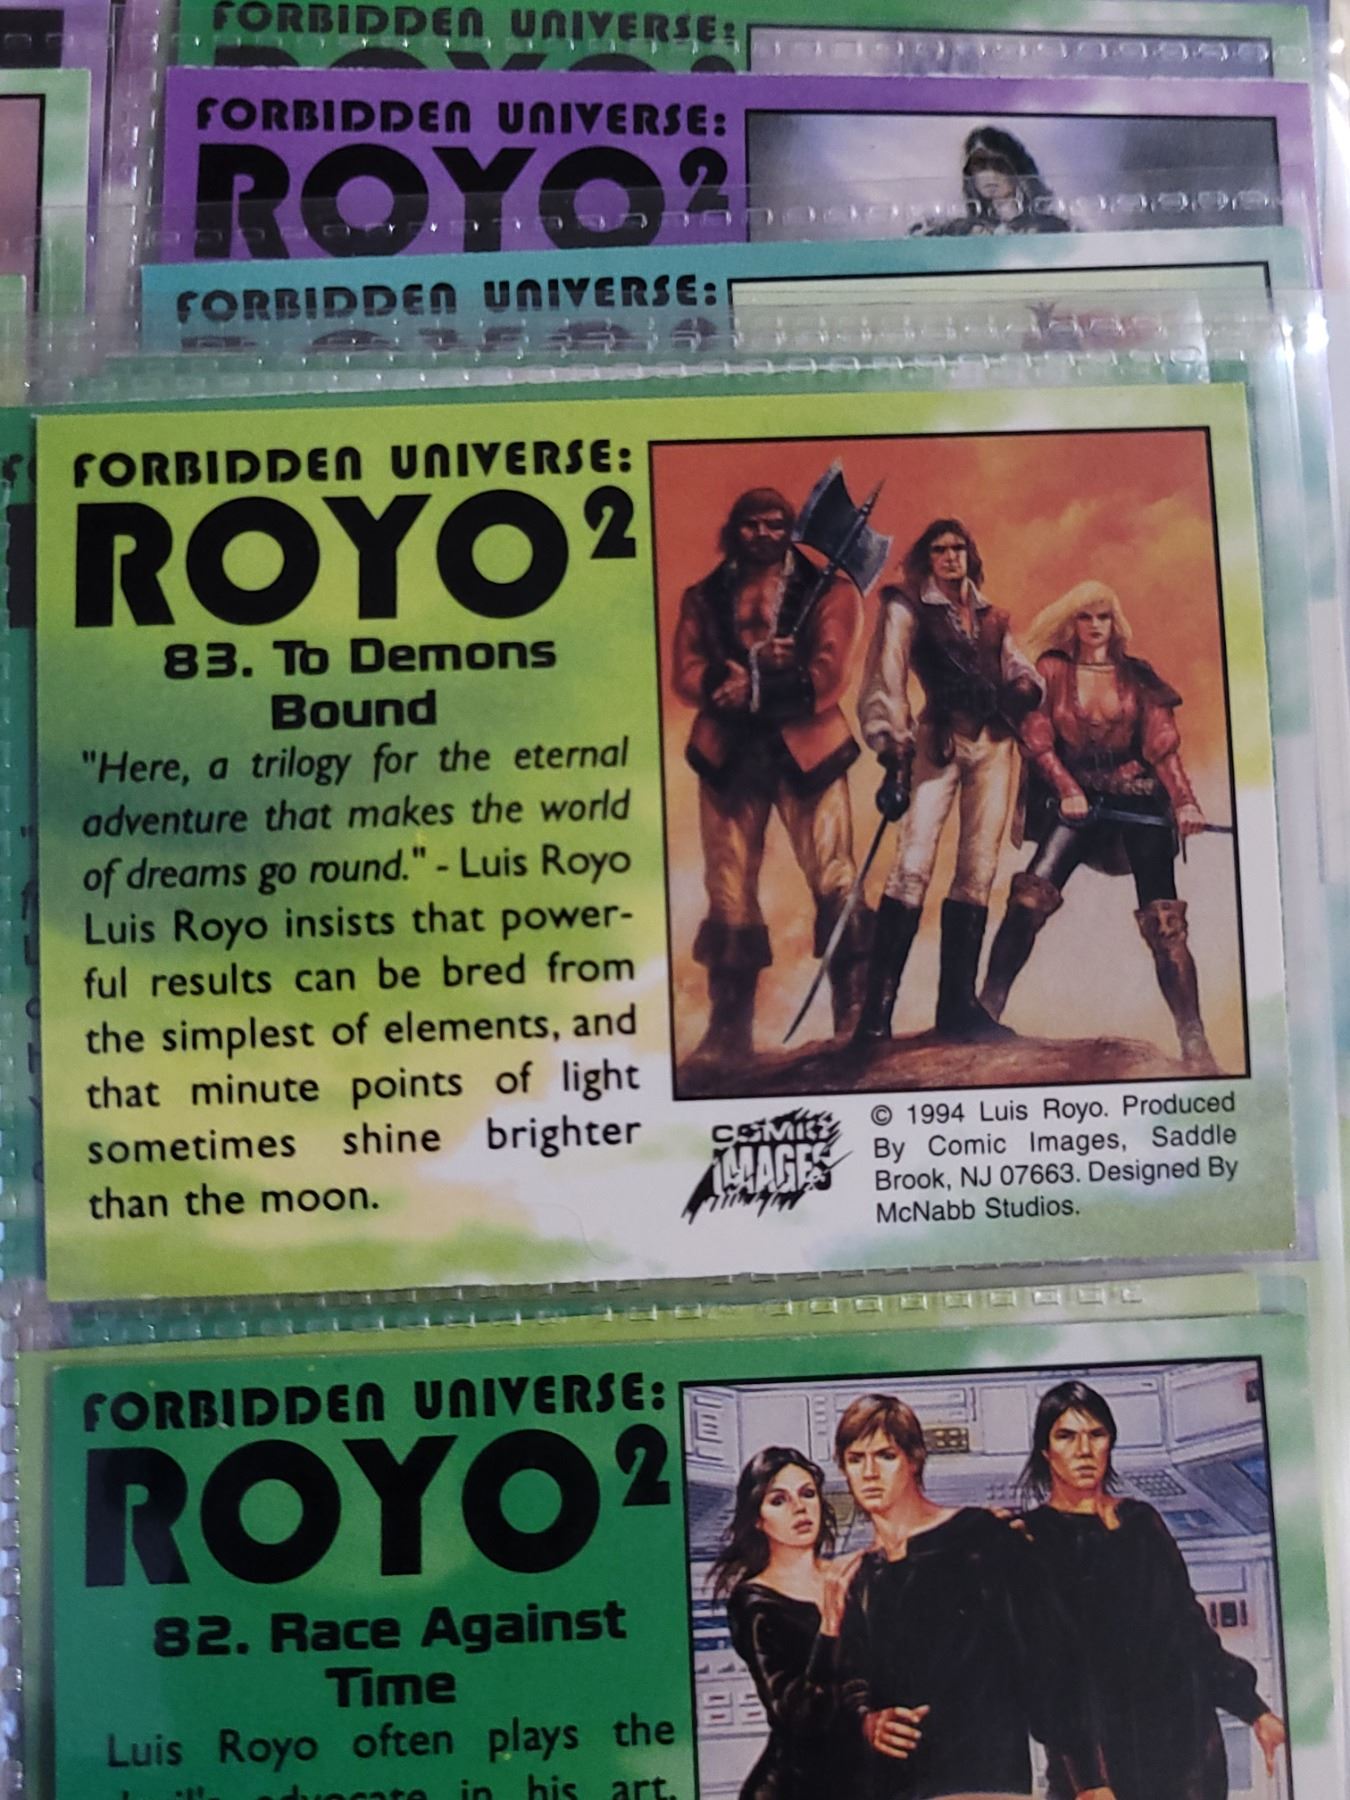 FORBIDDEN UNIVERSE:
FORBIDDEN UNIVERSE:
ROYO²
FORBIDDEN UNIVERSE:
FORBIDDEN UNIVERSE:
ROYO²
83. To Demons
Bound
"Here, a trilogy for the eternal
adventure that makes the world
of dreams go round." - Luis Royo
Luis Royo insists that power-
ful results can be bred from
the simplest of elements, and
that minute points of light
sometimes shine brighter
than the moon.
COMIC
IMAGES
© 1994 Luis Royo. Produced
By Comic Images, Saddle
Brook, NJ 07663. Designed By
McNabb Studios.
FORBIDDEN UNIVERSE:
ROYO²
82. Race Against
Time
Luis Royo often plays the
advocate in his art.